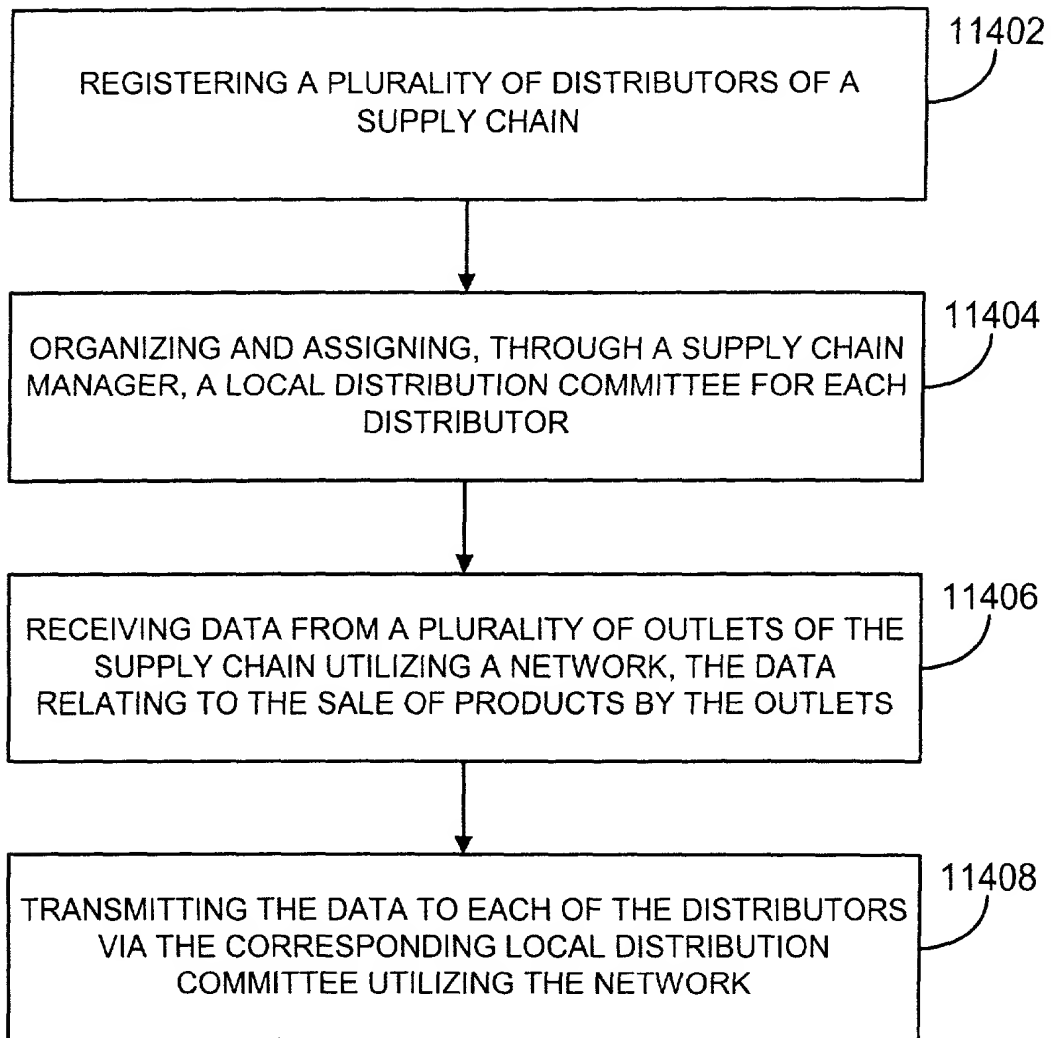 11402
REGISTERING A PLURALITY OF DISTRIBUTORS OF A
SUPPLY CHAIN
11404
ORGANIZING AND ASSIGNING, THROUGH A SUPPLY CHAIN
MANAGER, A LOCAL DISTRIBUTION COMMITTEE FOR EACH
DISTRIBUTOR
11406
RECEIVING DATA FROM A PLURALITY OF OUTLETS OF THE
SUPPLY CHAIN UTILIZING A NETWORK, THE DATA
RELATING TO THE SALE OF PRODUCTS BY THE OUTLETS
11408
TRANSMITTING THE DATA TO EACH OF THE DISTRIBUTORS
VIA THE CORRESPONDING LOCAL DISTRIBUTION
COMMITTEE UTILIZING THE NETWORK